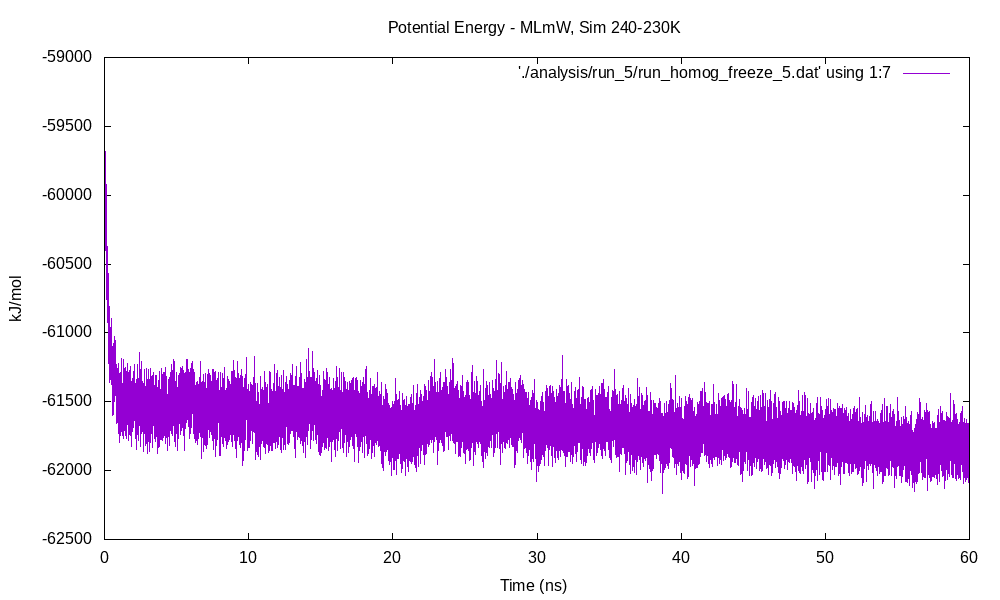 Potential Energy - MLmW, Sim 240-230K
'./analysis/run_5/run_homog_freeze_5.dat' using 1:7
-59000
-59500
-60000
-60500
-61000
-61500
-62000
-62500
kJ/mol
0 10 20 30 40 50 60
Time (ns)